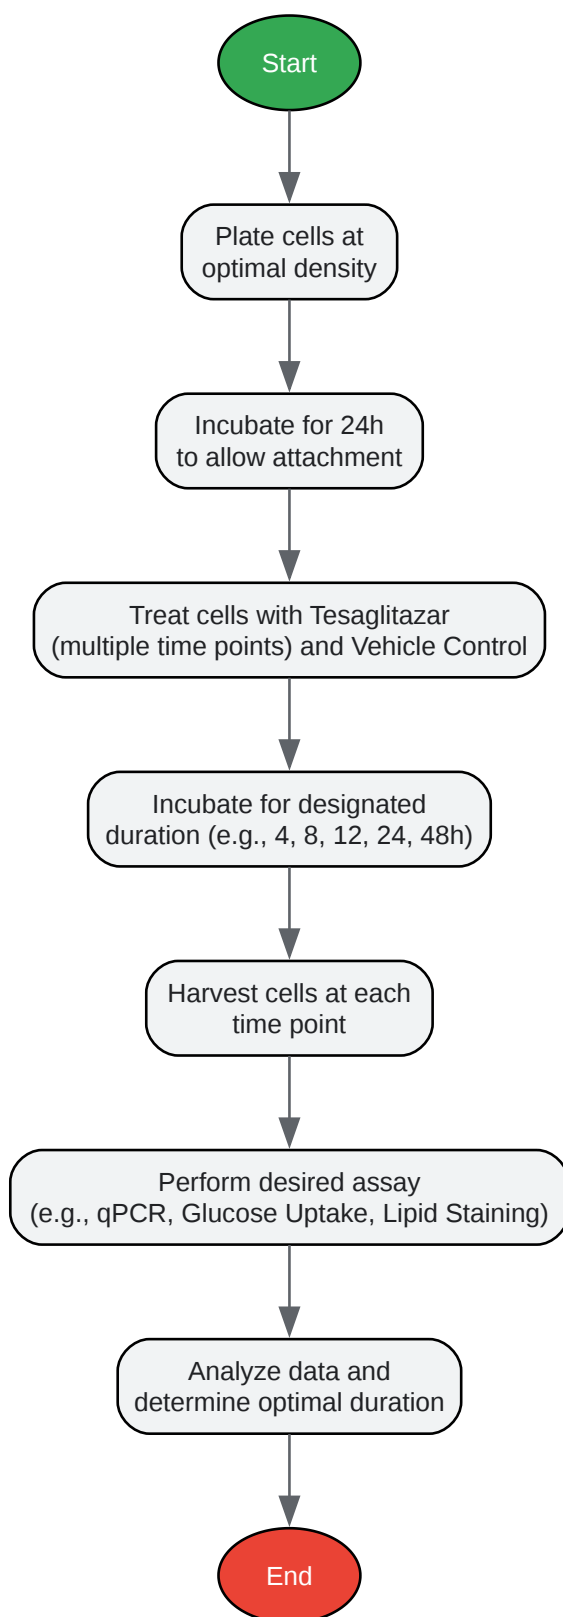 Start
Plate cells at
optimal density
Incubate for 24h
to allow attachment
Treat cells with Tesaglitazar
(multiple time points) and Vehicle Control
Incubate for designated
duration (e.g., 4, 8, 12, 24, 48h)
Harvest cells at each
time point
Perform desired assay
(e.g., qPCR, Glucose Uptake, Lipid Staining)
Analyze data and
determine optimal duration
End